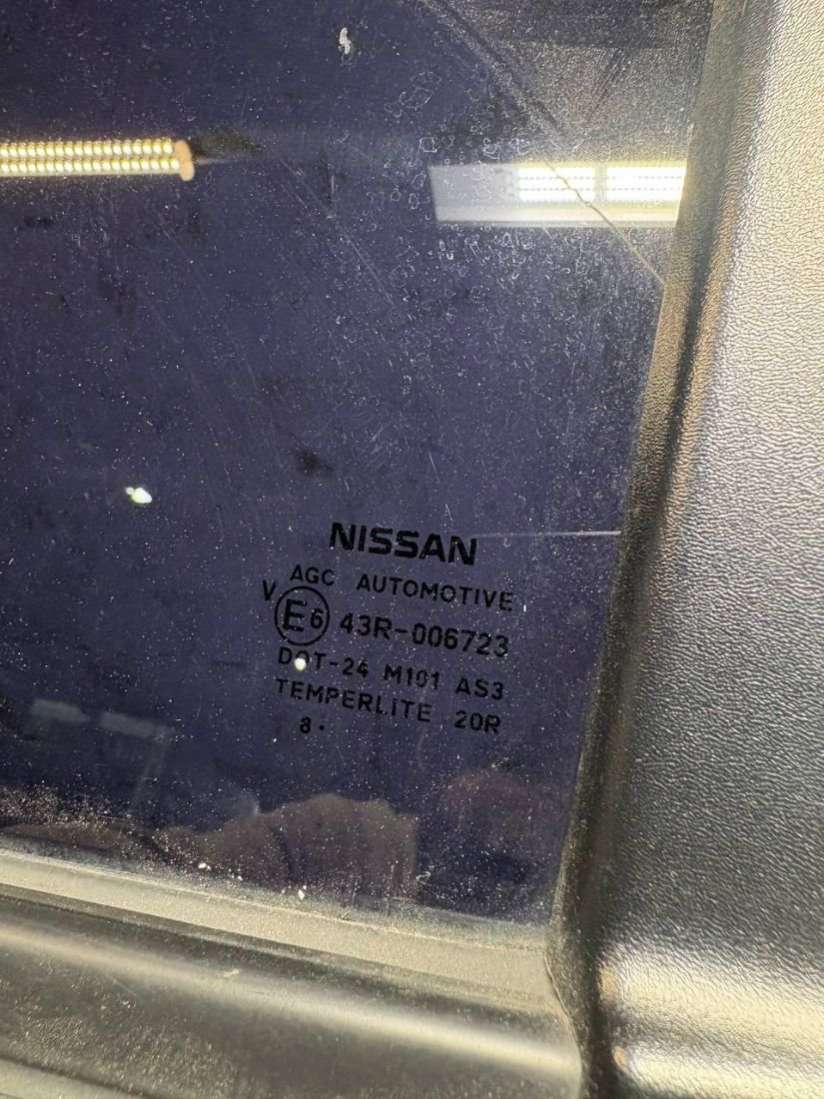 NISSAN
AGC AUTOMOTIVE
V E6 43R-006723
DOT-24 M101 AS3
TEMPERLITE 20R
8.